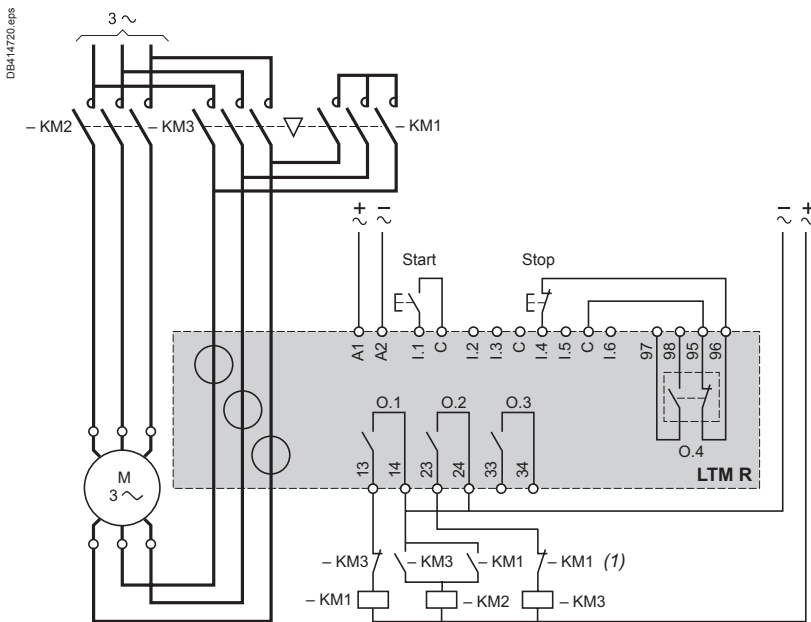 DB414720.eps
3 ~
– KM2
– KM3
– KM1
+ ~
– ~
– ~
+ ~
Start
Stop
A1
A2
I.1
C
I.2
I.3
C
I.4
I.5
C
I.6
97
98
95
96
O.1
O.2
O.3
O.4
13
14
23
24
33
34
LTM R
M
3 ~
– KM3
– KM3
– KM1
– KM1 (1)
– KM1
– KM2
– KM3